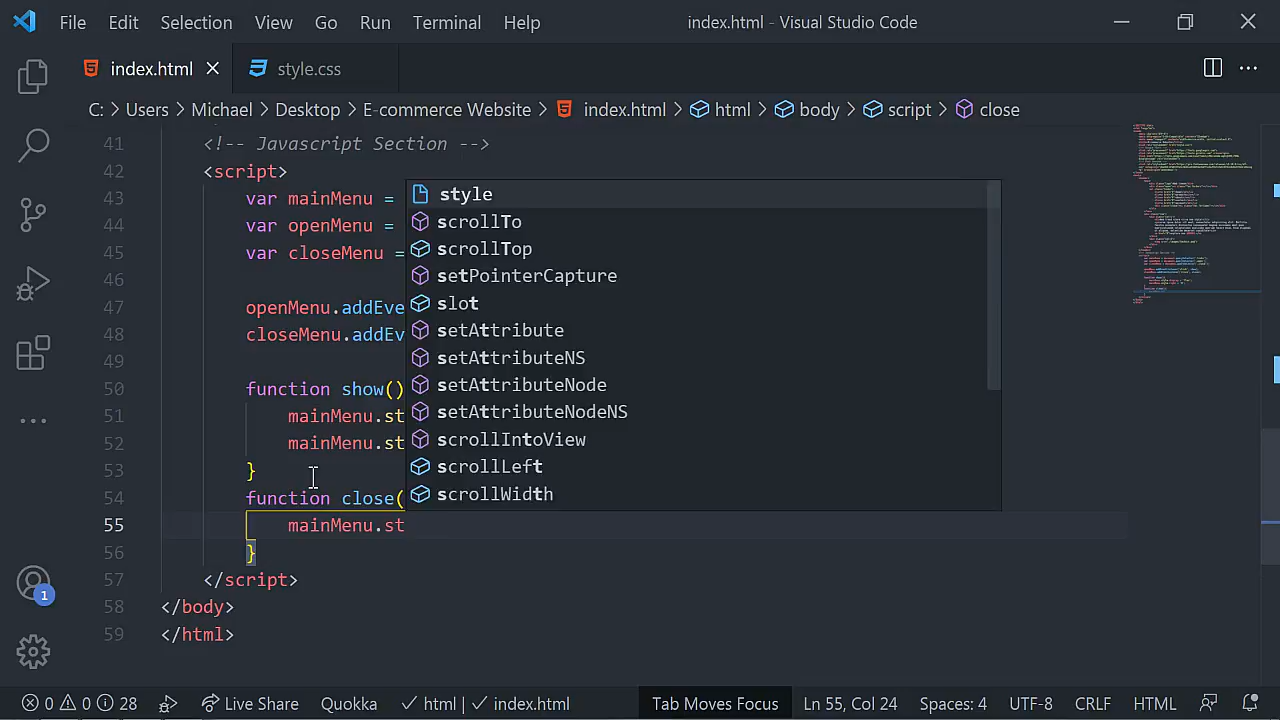 File Edit Selection View Go Run Terminal Help index.html - Visual Studio Code
index.html style.css
C: > Users > Michael > Desktop > E-commerce Website > index.html > html > body > script > close
41 <!-- Javascript Section -->
42 <script>
43 var mainMenu =
44 var openMenu =
45 var closeMenu =
46
47 openMenu.addEve
48 closeMenu.addEv
49
50 function show()
51 mainMenu.st
52 mainMenu.st
53 }
54 function close(
55 mainMenu.st
56 }
57 </script>
58 </body>
59 </html>
style
scrollTo
scrollTop
setPointerCapture
slot
setAttribute
setAttributeNS
setAttributeNode
setAttributeNodeNS
scrollIntoView
scrollLeft
scrollWidth
1
0 0 28 Live Share Quokka html | index.html Tab Moves Focus Ln 55, Col 24 Spaces: 4 UTF-8 CRLF HTML